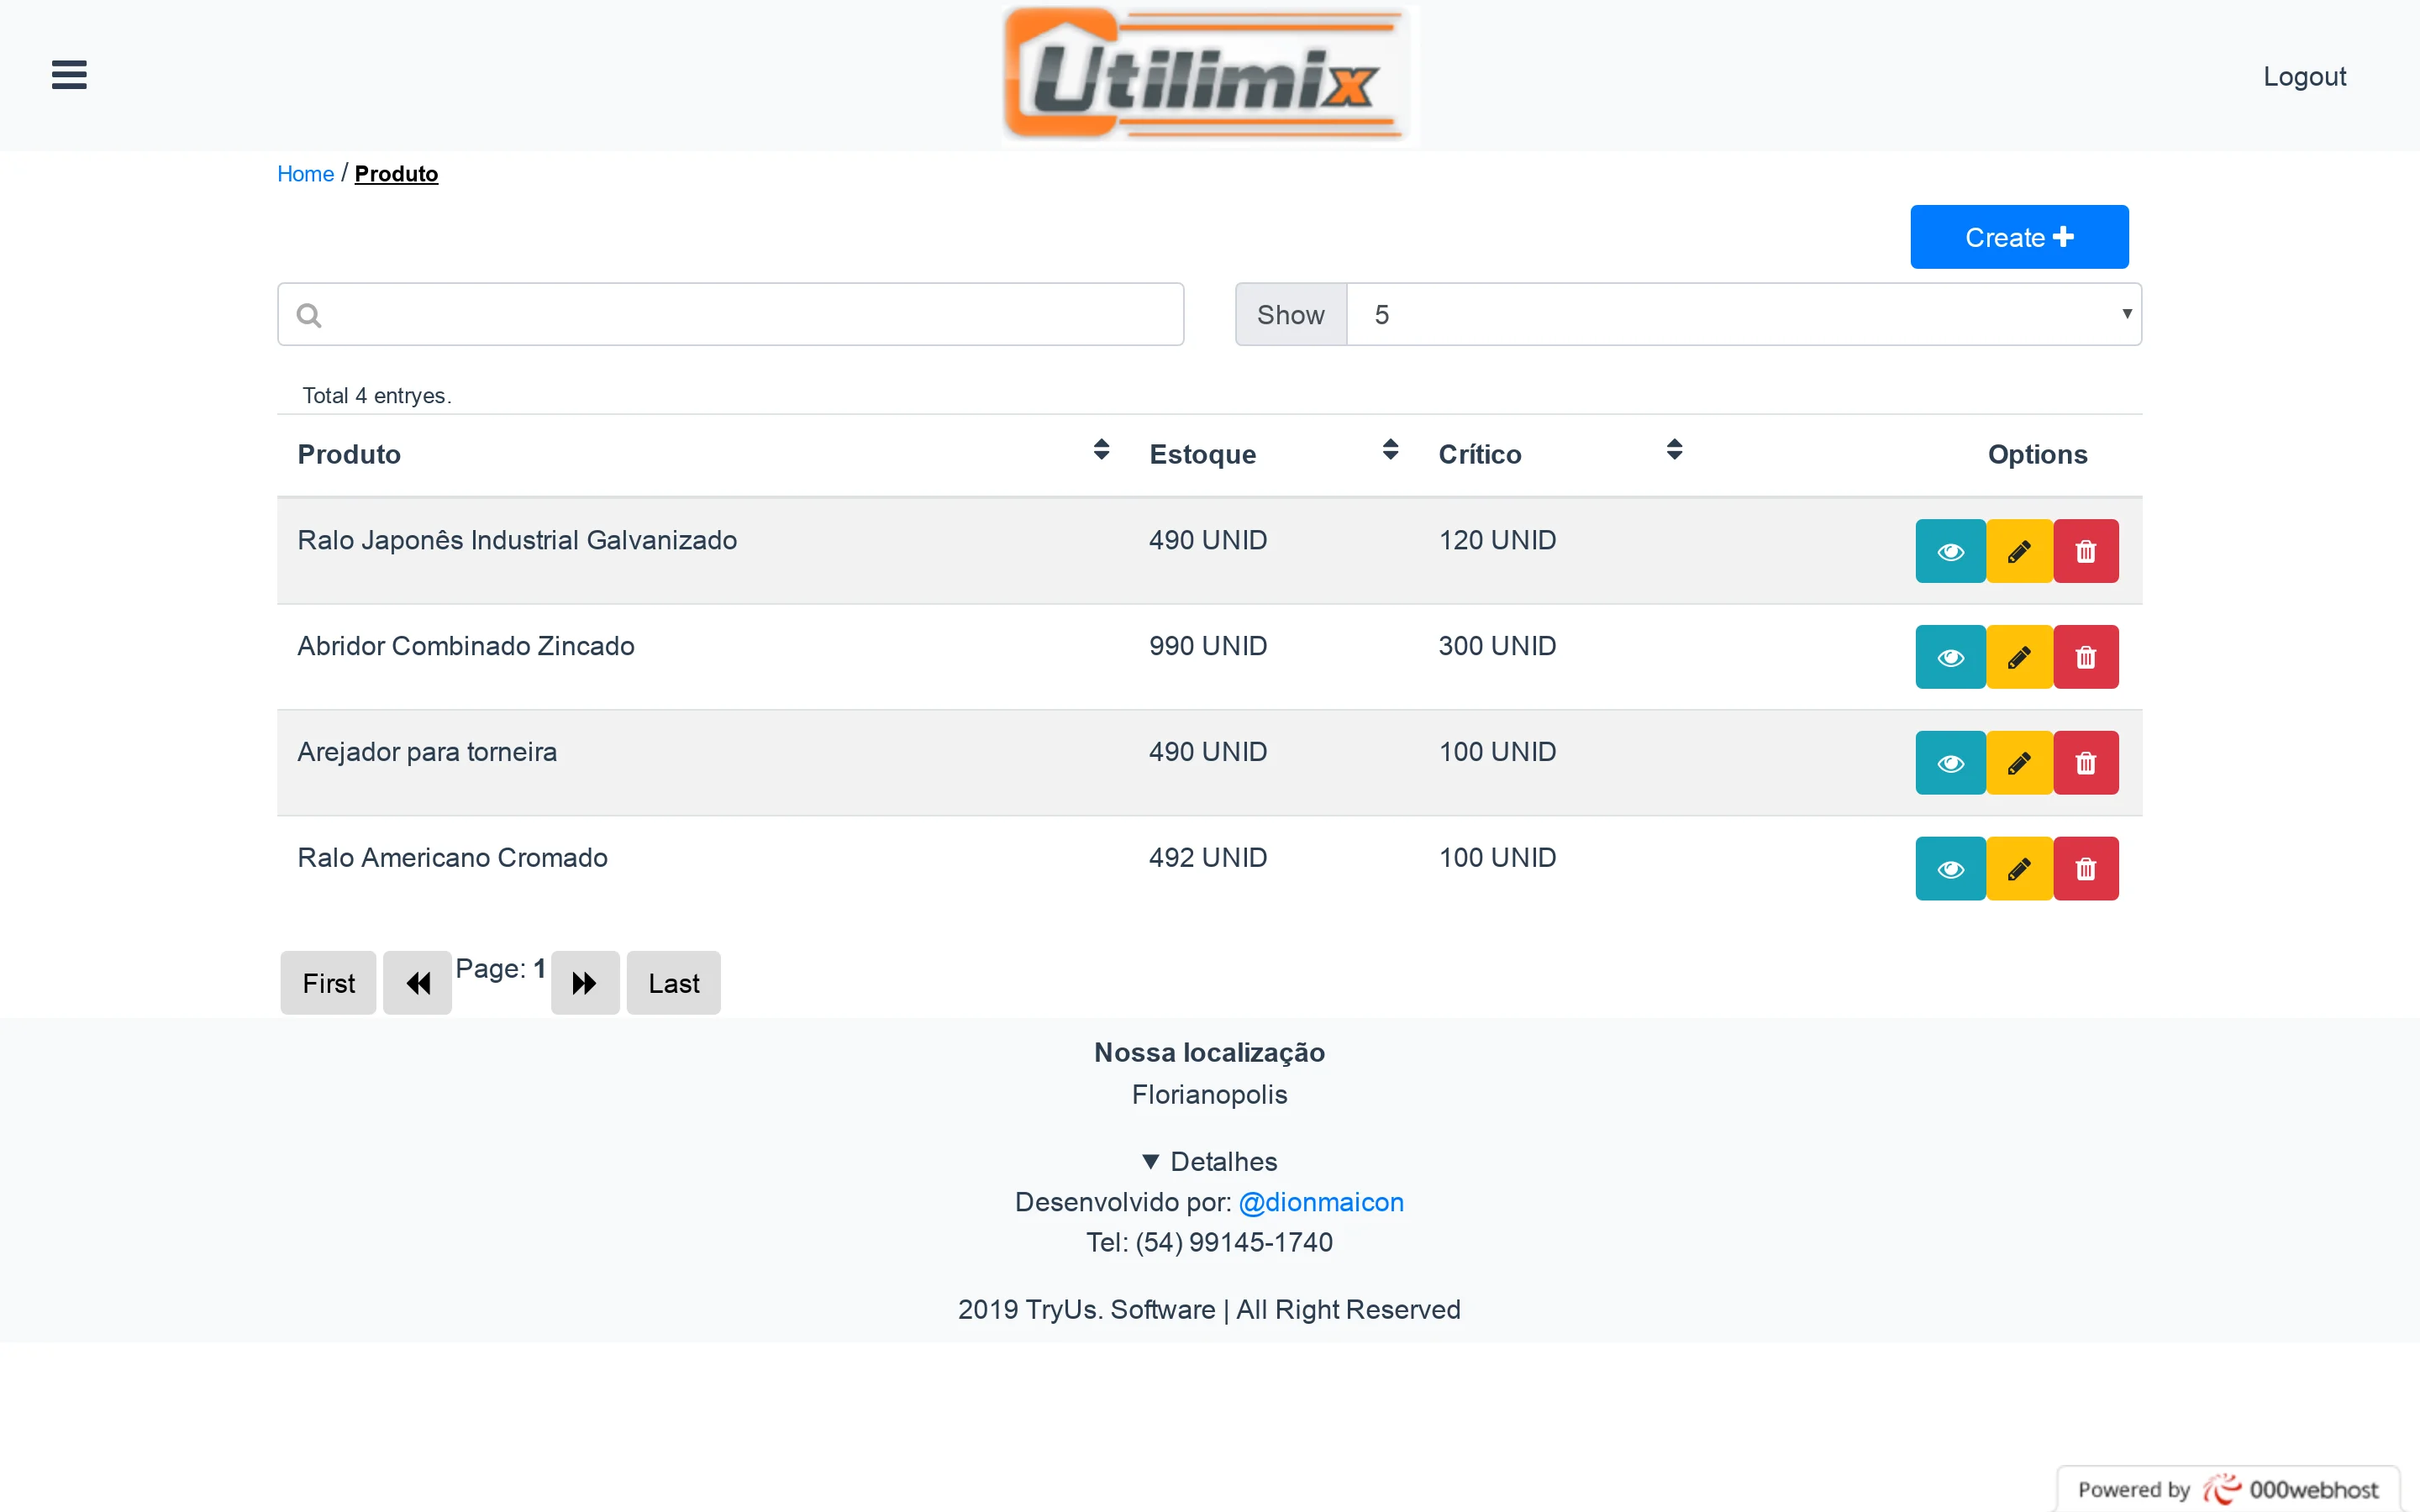 Utilimix
Logout
Home / Produto
Create
Show 5
Total 4 entryes.
Produto Estoque Crítico Options
Ralo Japonês Industrial Galvanizado 490 UNID 120 UNID
Abridor Combinado Zincado 990 UNID 300 UNID
Arejador para torneira 490 UNID 100 UNID
Ralo Americano Cromado 492 UNID 100 UNID
First Page: 1 Last
Nossa localização
Florianopolis
▼ Detalhes
Desenvolvido por: @dionmaicon
Tel: (54) 99145-1740
2019 TryUs. Software | All Right Reserved
Powered by 000webhost